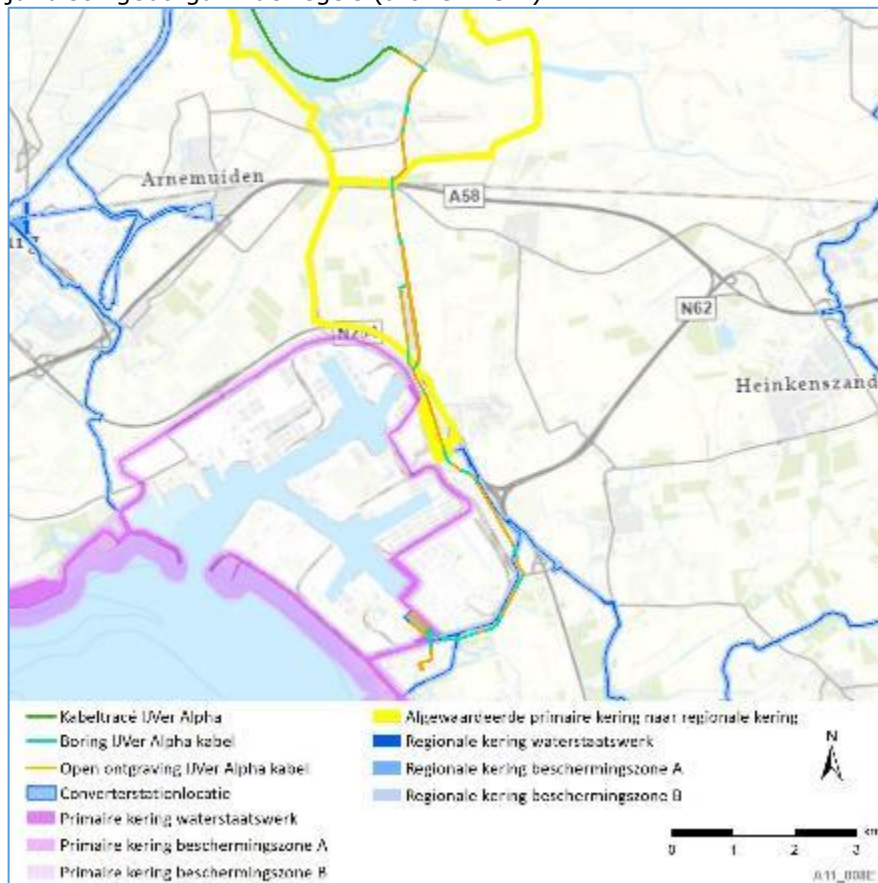 Arnemuiden
A58
N62
N254
Heinkenszand
Kabeltracé IJVer Alpha
Boring IJVer Alpha kabel
Open ontgraving IJVer Alpha kabel
Converterstationlocatie
Primaire kering waterstaatswerk
Primaire kering beschermingszone A
Primaire kering beschermingszone B
Afgewaardeerde primaire kering naar regionale kering
Regionale kering waterstaatswerk
Regionale kering beschermingszone A
Regionale kering beschermingszone B
N
km
0 1 2 3